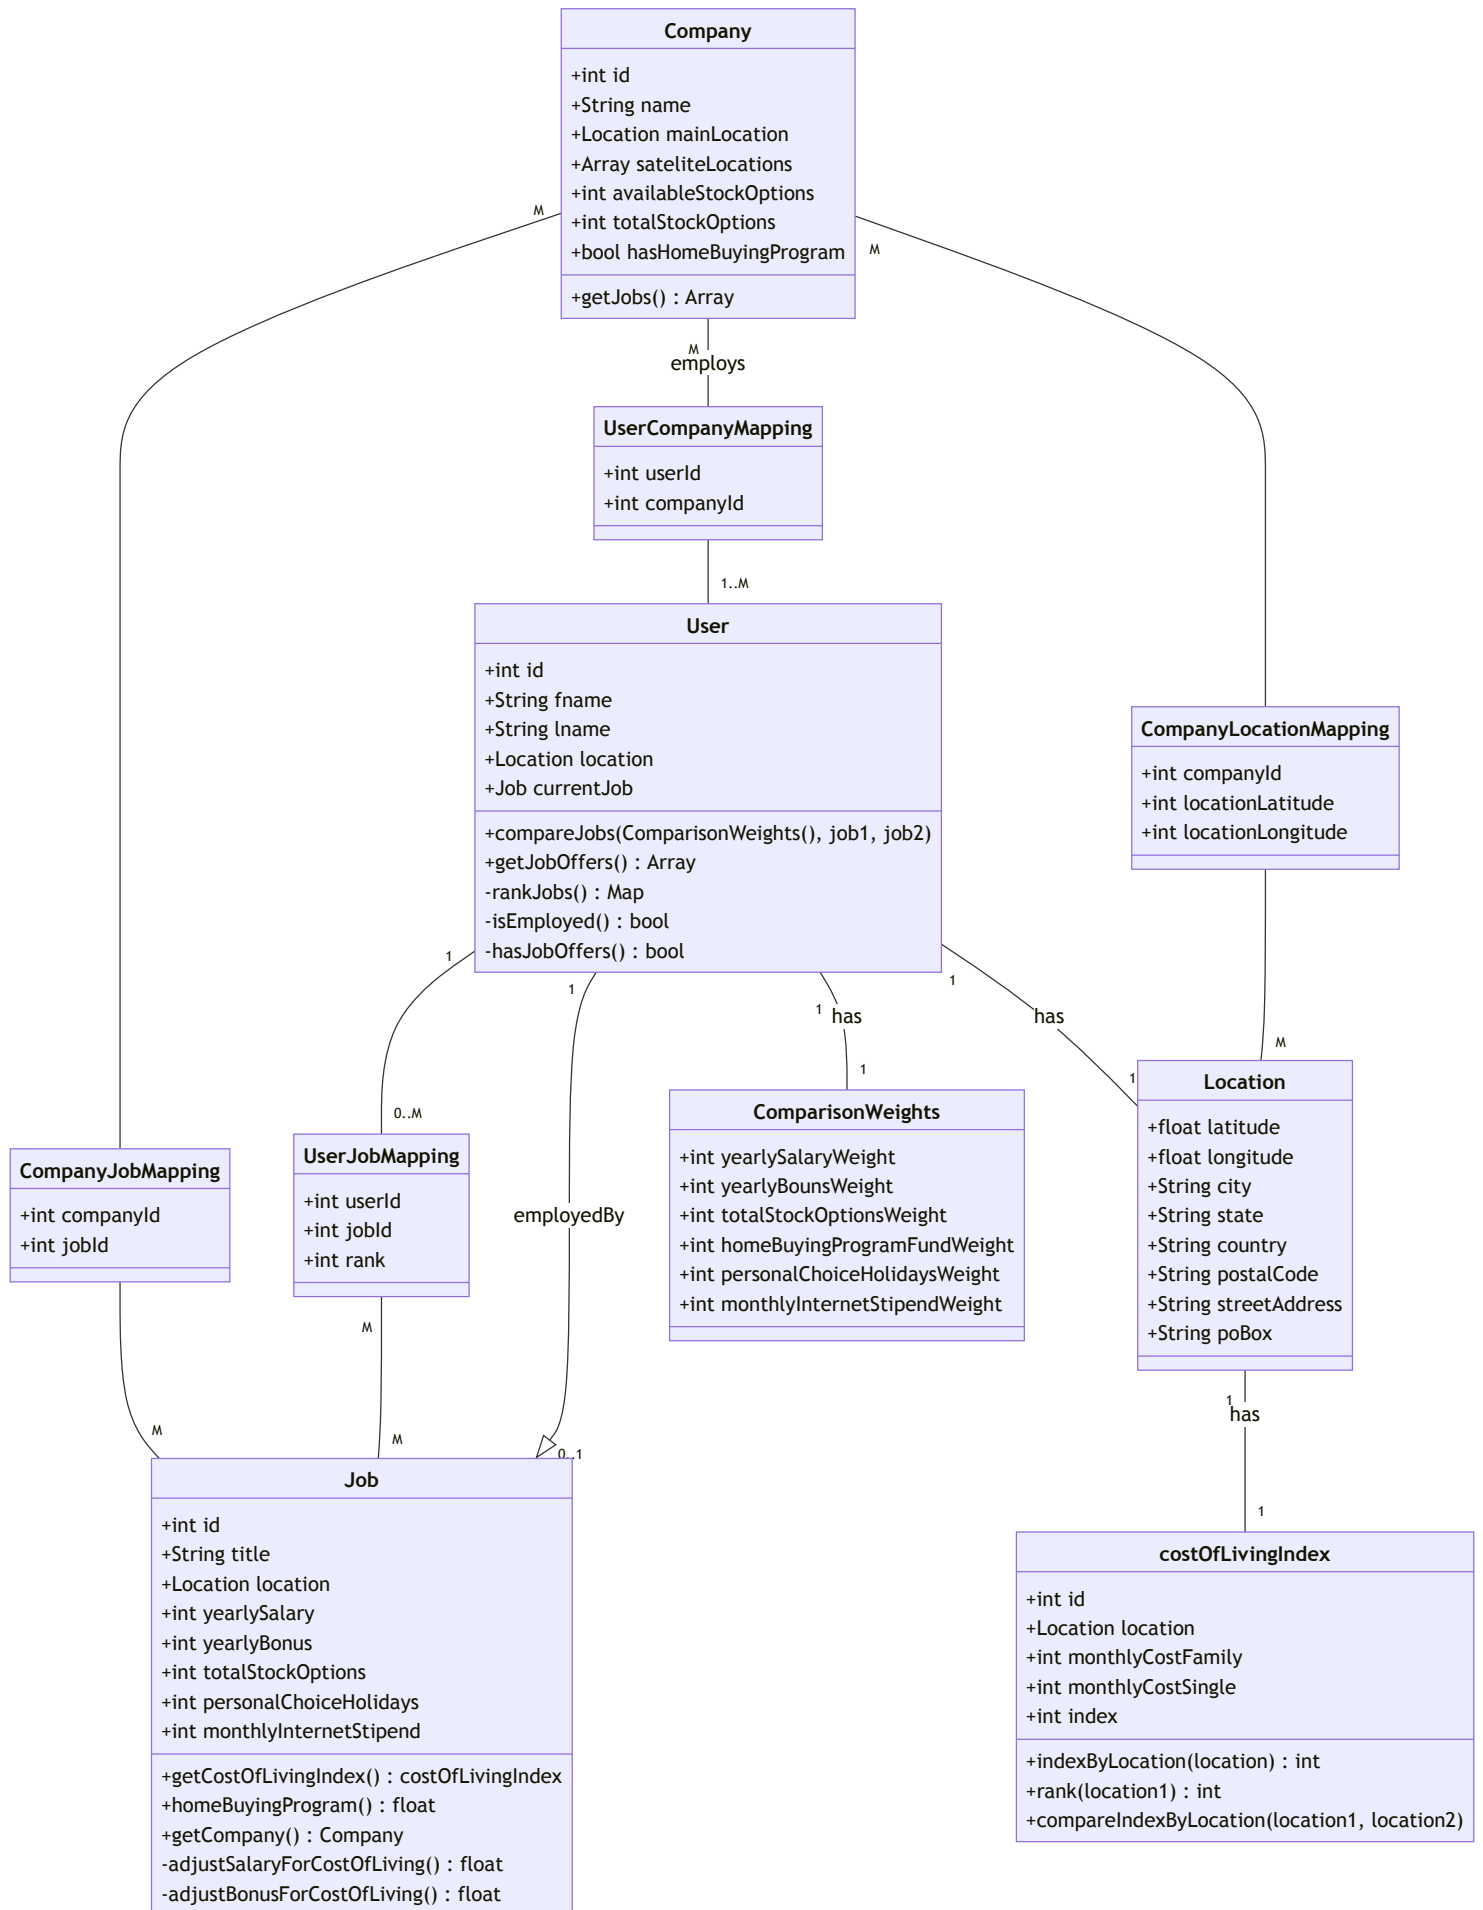 Company
+int id
+String name
+Location mainLocation
+Array sateliteLocations
+int availableStockOptions
+int totalStockOptions
+bool hasHomeBuyingProgram
+getJobs() : Array
M
M
M
employs
UserCompanyMapping
+int userId
+int companyId
1..M
User
+int id
+String fname
+String lname
+Location location
+Job currentJob
+compareJobs(ComparisonWeights(), job1, job2)
+getJobOffers() : Array
-rankJobs() : Map
-isEmployed() : bool
-hasJobOffers() : bool
CompanyLocationMapping
+int companyId
+int locationLatitude
+int locationLongitude
1
1
1
has
1
has
0..M
1
1
M
CompanyJobMapping
+int companyId
+int jobId
UserJobMapping
+int userId
+int jobId
+int rank
employedBy
ComparisonWeights
+int yearlySalaryWeight
+int yearlyBounsWeight
+int totalStockOptionsWeight
+int homeBuyingProgramFundWeight
+int personalChoiceHolidaysWeight
+int monthlyInternetStipendWeight
Location
+float latitude
+float longitude
+String city
+String state
+String country
+String postalCode
+String streetAddress
+String poBox
M
M
M
0..1
1
has
1
Job
+int id
+String title
+Location location
+int yearlySalary
+int yearlyBonus
+int totalStockOptions
+int personalChoiceHolidays
+int monthlyInternetStipend
+getCostOfLivingIndex() : costOfLivingIndex
+homeBuyingProgram() : float
+getCompany() : Company
-adjustSalaryForCostOfLiving() : float
-adjustBonusForCostOfLiving() : float
costOfLivingIndex
+int id
+Location location
+int monthlyCostFamily
+int monthlyCostSingle
+int index
+indexByLocation(location) : int
+rank(location1) : int
+compareIndexByLocation(location1, location2)